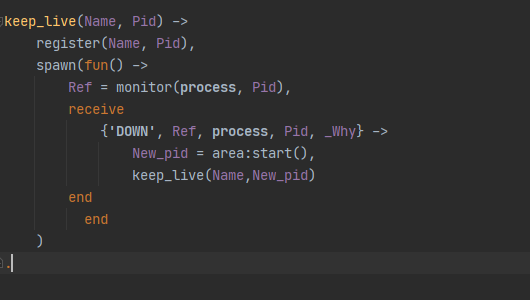 keep_live(Name, Pid) ->
    register(Name, Pid),
    spawn(fun() ->
        Ref = monitor(process, Pid),
        receive
            {'DOWN', Ref, process, Pid, _Why} ->
                New_pid = area:start(),
                keep_live(Name,New_pid)
        end
          end
    )
.